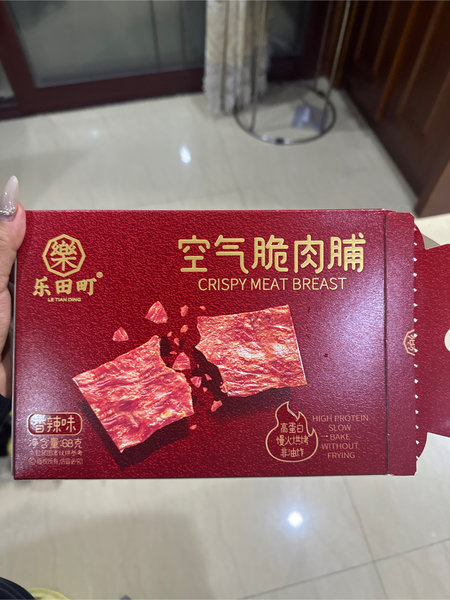 樂
乐田町
LE TIAN DING
空气脆肉脯
CRISPY MEAT BREAST
香辣味
净含量:68克
高蛋白
慢火烘烤
非油炸
HIGH PROTEIN
SLOW
BAKE
WITHOUT
FRYING